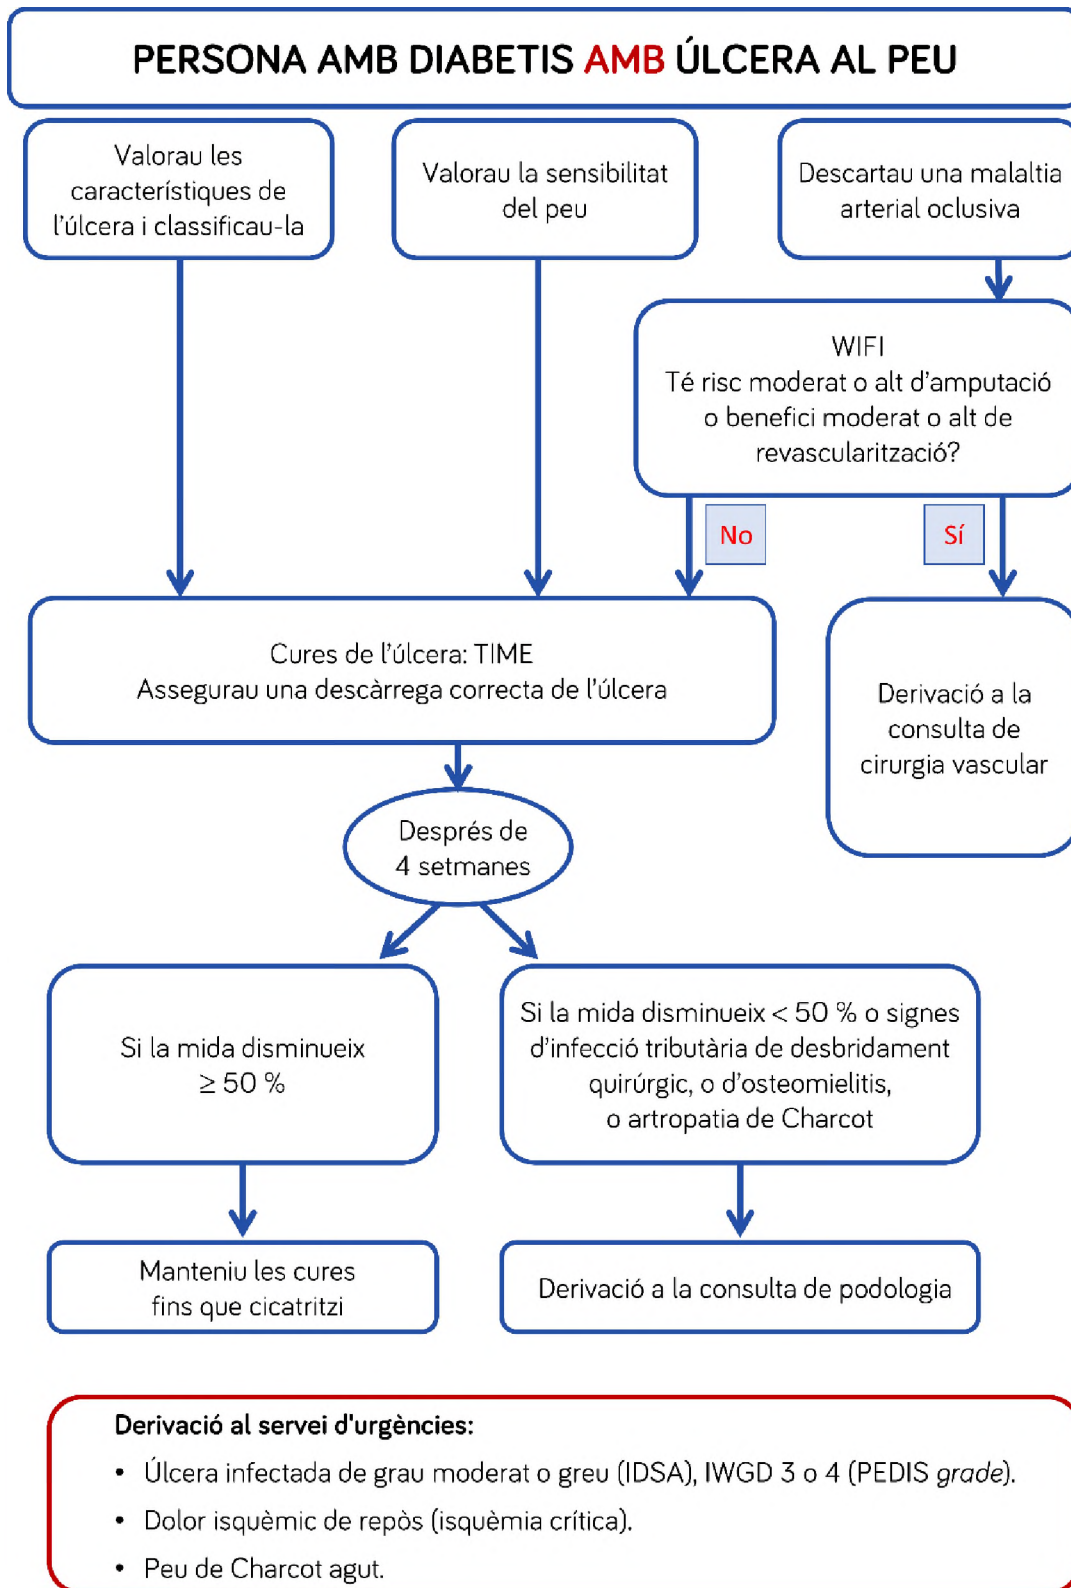 PERSONA AMB DIABETIS AMB ÚLCERA AL PEU
Valorau les
característiques de
l'úlcera i classificau-la
Valorau la sensibilitat
del peu
Descartau una malaltia
arterial oclusiva
WIFI
Té risc moderat o alt d'amputació
o benefici moderat o alt de
revascularització?
No
Sí
Cures de l'úlcera: TIME
Assegurau una descàrrega correcta de l'úlcera
Derivació a la
consulta de
cirurgia vascular
Després de
4 setmanes
Si la mida disminueix
≥ 50 %
Si la mida disminueix < 50 % o signes
d'infecció tributària de desbridament
quirúrgic, o d'osteomielitis,
o artropatia de Charcot
Manteniu les cures
fins que cicatritzi
Derivació a la consulta de podologia
Derivació al servei d'urgències:
• Úlcera infectada de grau moderat o greu (IDSA), IWGD 3 o 4 (PEDIS grade).
• Dolor isquèmic de repòs (isquèmia crítica).
• Peu de Charcot agut.